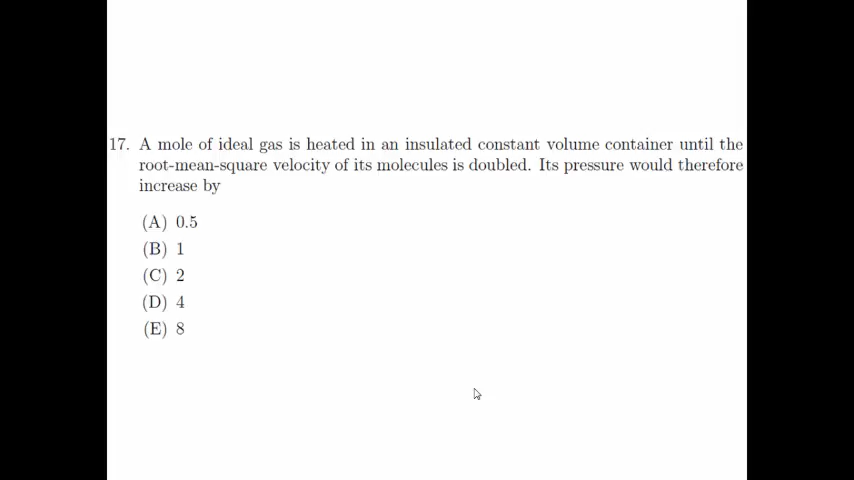 17. A mole of ideal gas is heated in an insulated constant volume container until the
root-mean-square velocity of its molecules is doubled. Its pressure would therefore
increase by
(A) 0.5
(B) 1
(C) 2
(D) 4
(E) 8